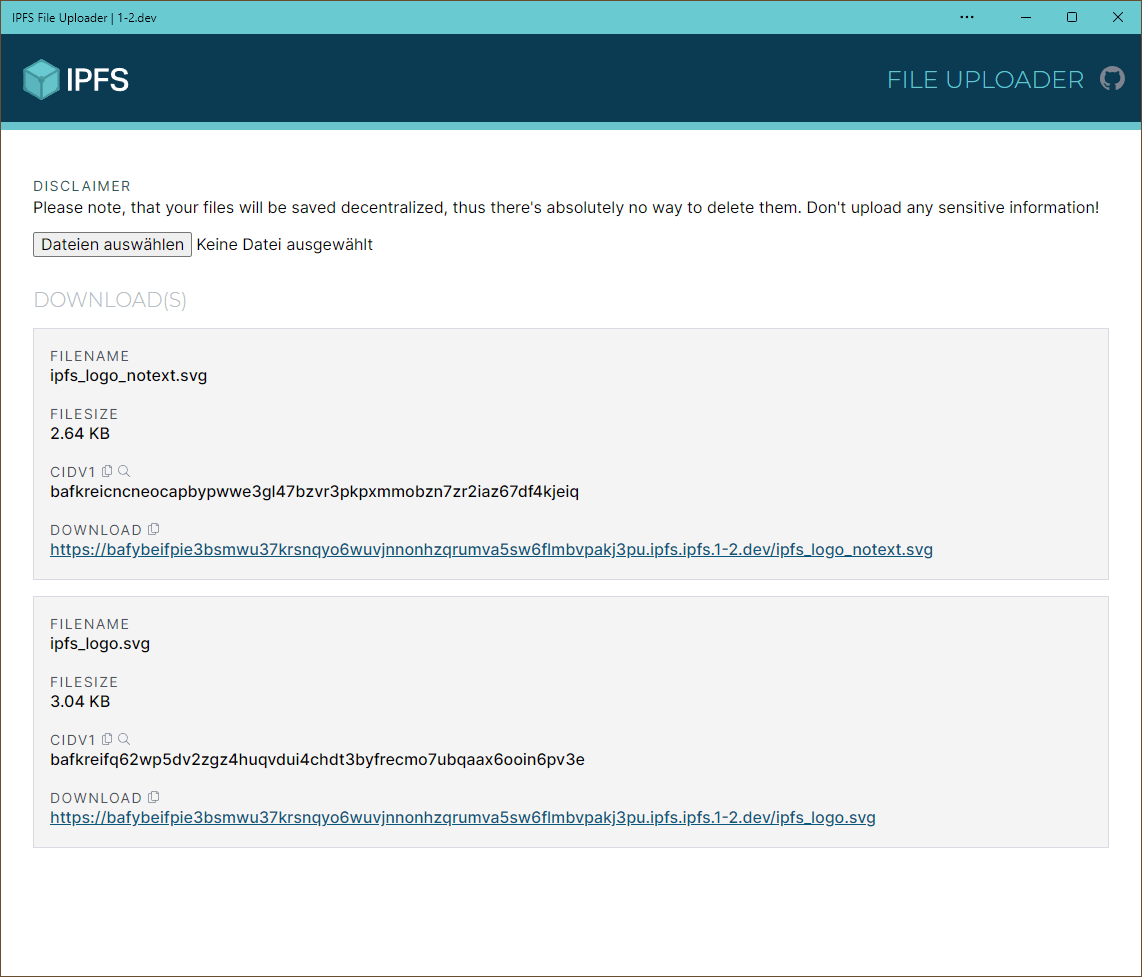 IPFS File Uploader | 1-2.dev
IPFS
FILE UPLOADER
DISCLAIMER
Please note, that your files will be saved decentralized, thus there's absolutely no way to delete them. Don't upload any sensitive information!
Dateien auswählen Keine Datei ausgewählt
DOWNLOAD(S)
FILENAME
ipfs_logo_notext.svg
FILESIZE
2.64 KB
CIDV1
bafkreicncneocapbypwwe3gl47bzvr3pkpxmmobzn7zr2iaz67df4kjeiq
DOWNLOAD
https://bafybeifpie3bsmwu37krsnqyo6wuvjnnonhzqrumva5sw6flmbvpakj3pu.ipfs.ipfs.1-2.dev/ipfs_logo_notext.svg
FILENAME
ipfs_logo.svg
FILESIZE
3.04 KB
CIDV1
bafkreifq62wp5dv2zgz4huqvdui4chdt3byfrecmo7ubqaax6ooin6pv3e
DOWNLOAD
https://bafybeifpie3bsmwu37krsnqyo6wuvjnnonhzqrumva5sw6flmbvpakj3pu.ipfs.ipfs.1-2.dev/ipfs_logo.svg